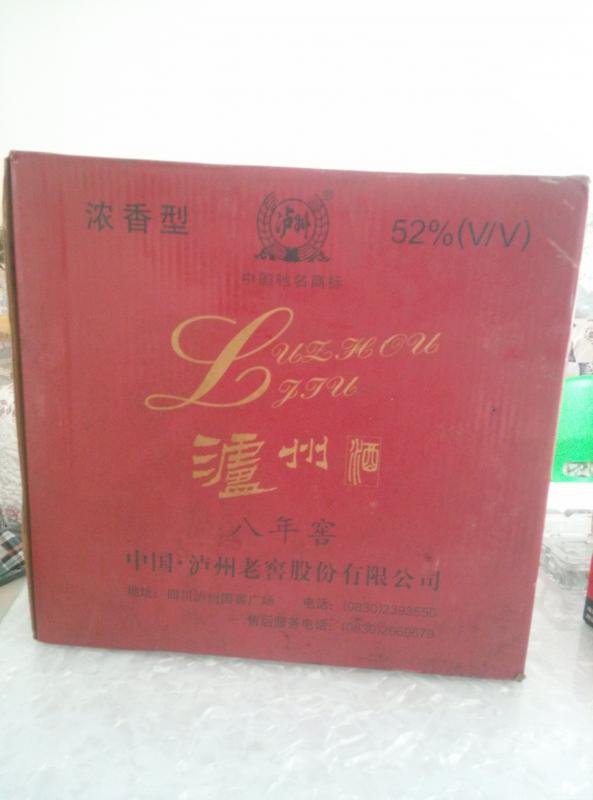 浓香型
泸州
®
52%(V/V)
中国驰名商标
LUZHOU
JIU
瀘州酒
八年窖
中国·泸州老窖股份有限公司
地址：四川泸州国窖广场 电话：(0830)2393550
售后服务电话：(0830)2060679